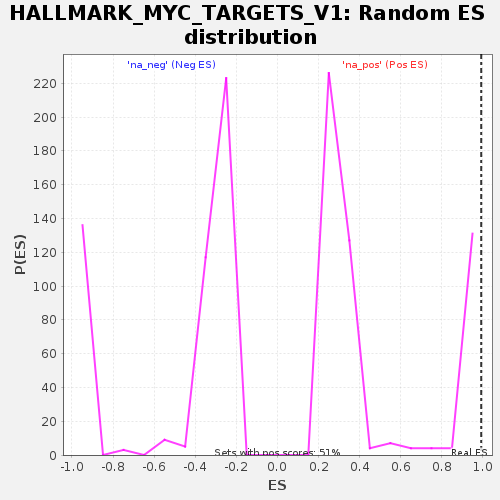 HALLMARK_MYC_TARGETS_V1: Random ES
distribution
'na_neg' (Neg ES)
'na_pos' (Pos ES)
220
200
180
160
140
120
100
80
60
40
20
0
P(ES)
Sets with pos scores: 51%
Real ES
-1.0 -0.8 -0.6 -0.4 -0.2 0.0 0.2 0.4 0.6 0.8 1.0
ES